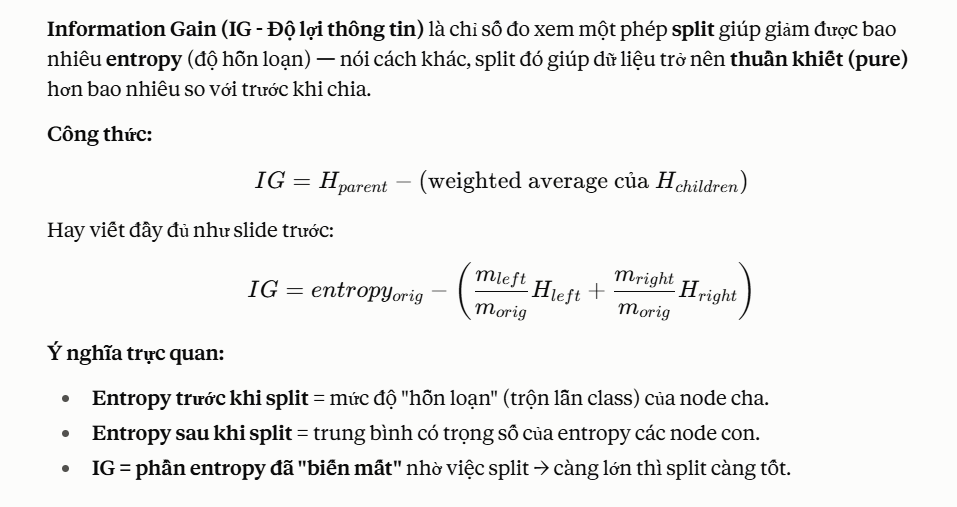 Information Gain (IG - Độ lợi thông tin) là chỉ số đo xem một phép split giúp giảm được bao
nhiêu entropy (độ hỗn loạn) — nói cách khác, split đó giúp dữ liệu trở nên thuần khiết (pure)
hơn bao nhiêu so với trước khi chia.
Công thức:
IG = H_{parent} − (weighted average của H_{children})
Hay viết đầy đủ như slide trước:
IG = entropy_{orig} − \left( \frac{m_{left}}{m_{orig}} H_{left} + \frac{m_{right}}{m_{orig}} H_{right} \right)
Ý nghĩa trực quan:
• Entropy trước khi split = mức độ "hỗn loạn" (trộn lẫn class) của node cha.
• Entropy sau khi split = trung bình có trọng số của entropy các node con.
• IG = phần entropy đã "biến mất" nhờ việc split → càng lớn thì split càng tốt.